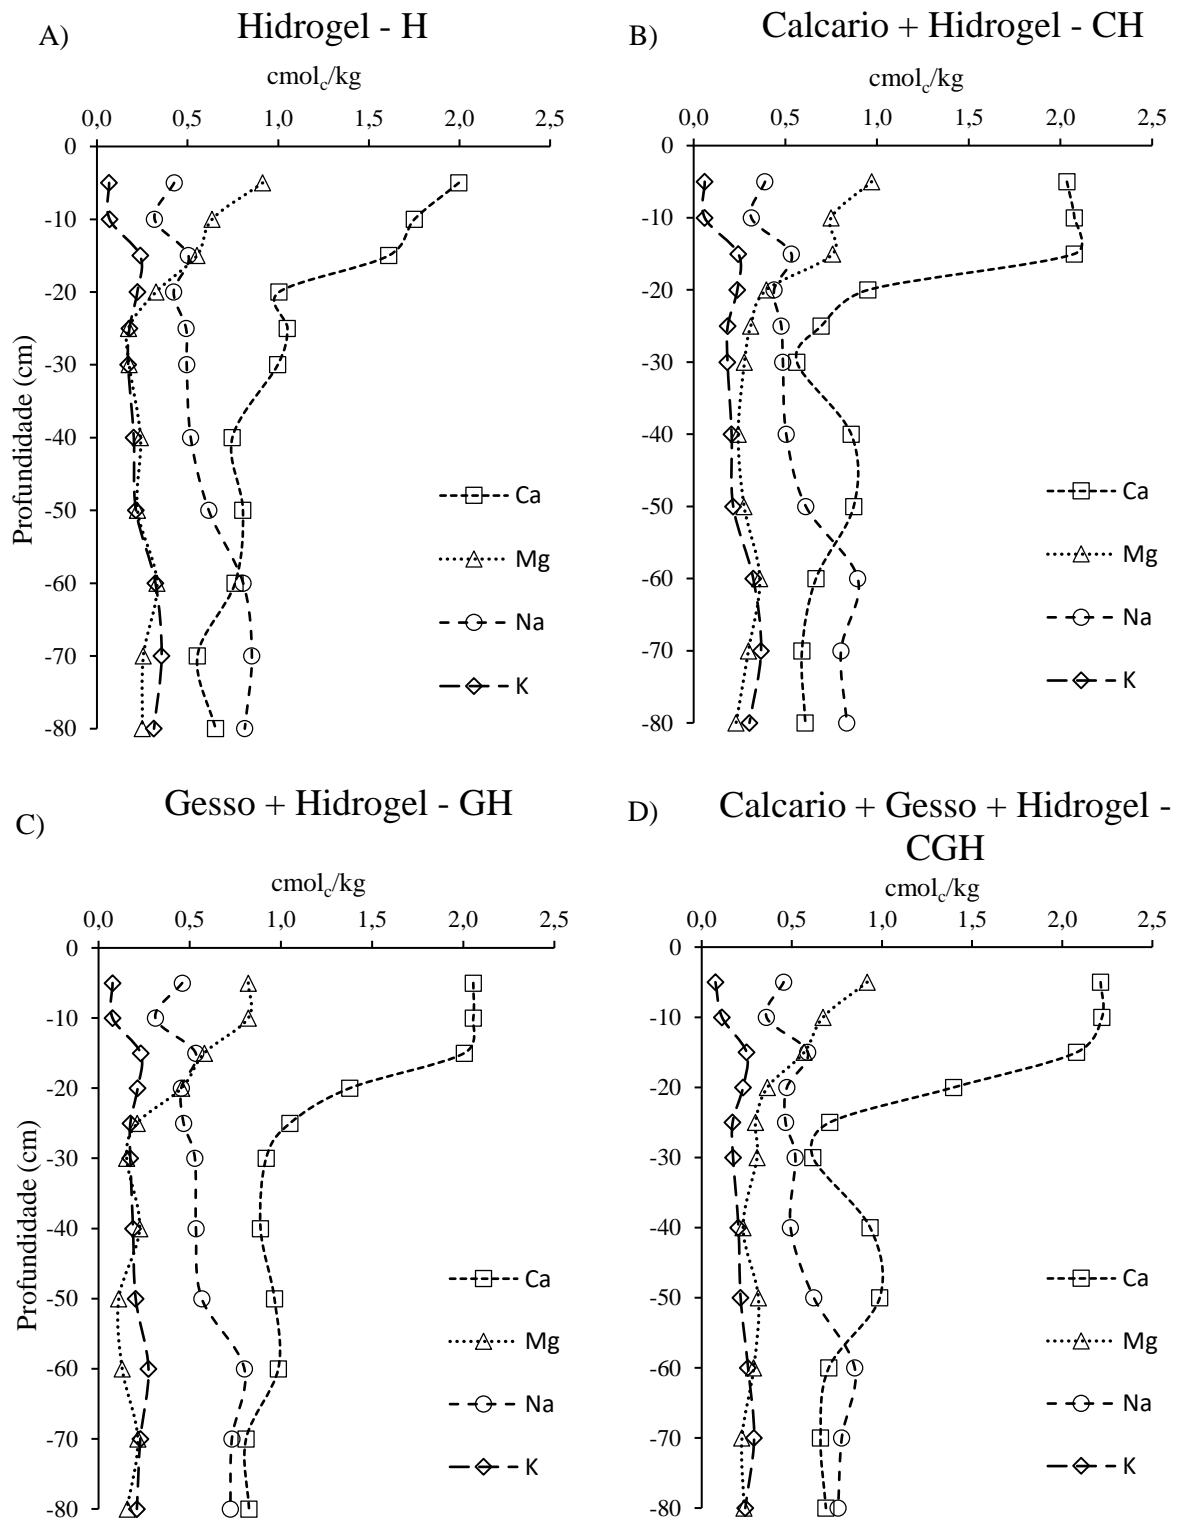 A)
Hidrogel - H
cmolc/kg
0,0 0,5 1,0 1,5 2,0 2,5
0
-10
-20
-30
-40
-50
-60
-70
-80
Profundidade (cm)
Ca
Mg
Na
K
B)
Calcario + Hidrogel - CH
cmolc/kg
0,0 0,5 1,0 1,5 2,0 2,5
0
-10
-20
-30
-40
-50
-60
-70
-80
Ca
Mg
Na
K
C)
Gesso + Hidrogel - GH
cmolc/kg
0,0 0,5 1,0 1,5 2,0 2,5
0
-10
-20
-30
-40
-50
-60
-70
-80
Profundidade (cm)
Ca
Mg
Na
K
D)
Calcario + Gesso + Hidrogel -
CGH
cmolc/kg
0,0 0,5 1,0 1,5 2,0 2,5
0
-10
-20
-30
-40
-50
-60
-70
-80
Ca
Mg
Na
K